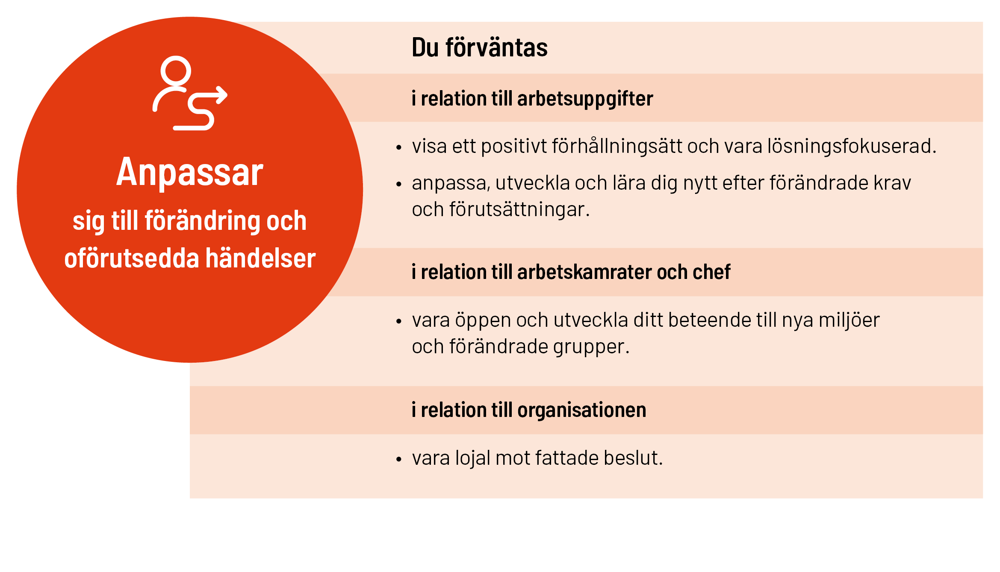 Anpassar
sig till förändring och
oförutsedda händelser
Du förväntas
i relation till arbetsuppgifter
• visa ett positivt förhållningsätt och vara lösningsfokuserad.
• anpassa, utveckla och lära dig nytt efter förändrade krav
och förutsättningar.
i relation till arbetskamrater och chef
• vara öppen och utveckla ditt beteende till nya miljöer
och förändrade grupper.
i relation till organisationen
• vara lojal mot fattade beslut.